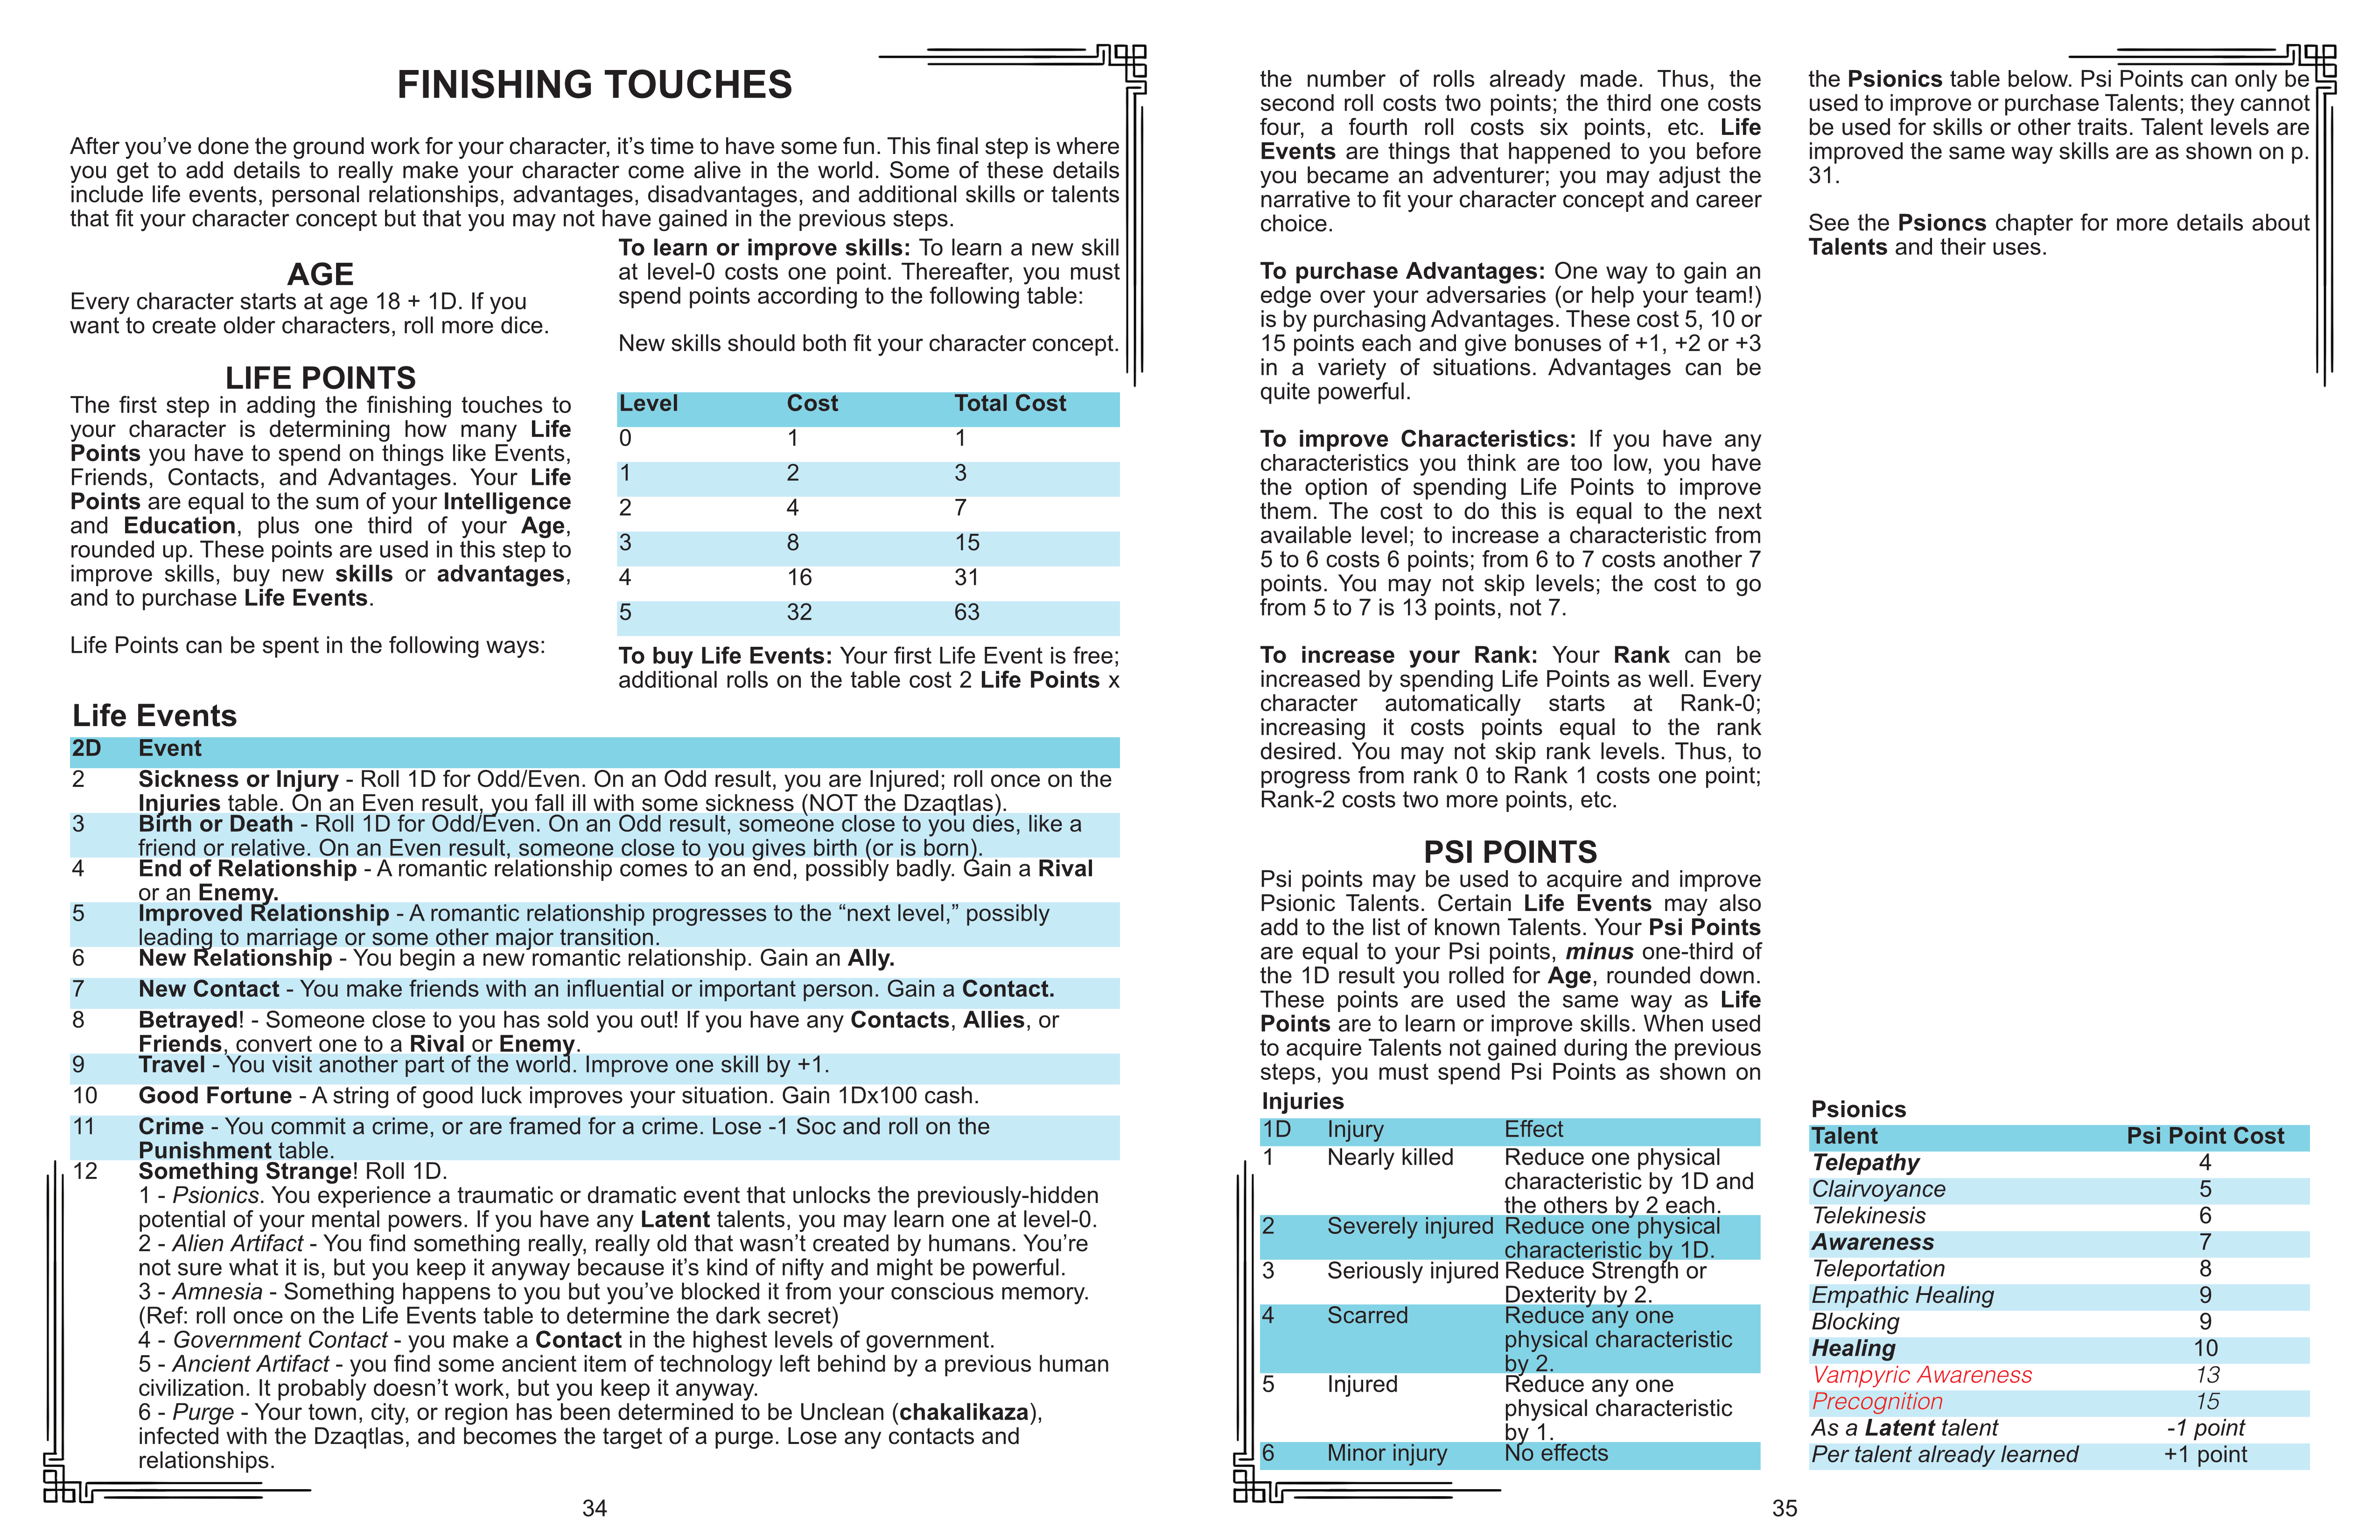 FINISHING TOUCHES
After you’ve done the ground work for your character, it’s time to have some fun. This final step is where
you get to add details to really make your character come alive in the world. Some of these details
include life events, personal relationships, advantages, disadvantages, and additional skills or talents
that fit your character concept but that you may not have gained in the previous steps.
AGE
Every character starts at age 18 + 1D. If you
want to create older characters, roll more dice.
LIFE POINTS
The first step in adding the finishing touches to
your character is determining how many Life
Points you have to spend on things like Events,
Friends, Contacts, and Advantages. Your Life
Points are equal to the sum of your Intelligence
and Education, plus one third of your Age,
rounded up. These points are used in this step to
improve skills, buy new skills or advantages,
and to purchase Life Events.
Life Points can be spent in the following ways:
To learn or improve skills: To learn a new skill
at level-0 costs one point. Thereafter, you must
spend points according to the following table:
New skills should both fit your character concept.
Level Cost Total Cost
0 1 1
1 2 3
2 4 7
3 8 15
4 16 31
5 32 63
To buy Life Events: Your first Life Event is free;
additional rolls on the table cost 2 Life Points x
Life Events
2D Event
2 Sickness or Injury - Roll 1D for Odd/Even. On an Odd result, you are Injured; roll once on the
Injuries table. On an Even result, you fall ill with some sickness (NOT the Dzaqtlas).
3 Birth or Death - Roll 1D for Odd/Even. On an Odd result, someone close to you dies, like a
friend or relative. On an Even result, someone close to you gives birth (or is born).
4 End of Relationship - A romantic relationship comes to an end, possibly badly. Gain a Rival
or an Enemy.
5 Improved Relationship - A romantic relationship progresses to the “next level,” possibly
leading to marriage or some other major transition.
6 New Relationship - You begin a new romantic relationship. Gain an Ally.
7 New Contact - You make friends with an influential or important person. Gain a Contact.
8 Betrayed! - Someone close to you has sold you out! If you have any Contacts, Allies, or
Friends, convert one to a Rival or Enemy.
9 Travel - You visit another part of the world. Improve one skill by +1.
10 Good Fortune - A string of good luck improves your situation. Gain 1Dx100 cash.
11 Crime - You commit a crime, or are framed for a crime. Lose -1 Soc and roll on the
Punishment table.
12 Something Strange! Roll 1D.
1 - Psionics. You experience a traumatic or dramatic event that unlocks the previously-hidden
potential of your mental powers. If you have any Latent talents, you may learn one at level-0.
2 - Alien Artifact - You find something really, really old that wasn’t created by humans. You’re
not sure what it is, but you keep it anyway because it’s kind of nifty and might be powerful.
3 - Amnesia - Something happens to you but you’ve blocked it from your conscious memory.
(Ref: roll once on the Life Events table to determine the dark secret)
4 - Government Contact - you make a Contact in the highest levels of government.
5 - Ancient Artifact - you find some ancient item of technology left behind by a previous human
civilization. It probably doesn’t work, but you keep it anyway.
6 - Purge - Your town, city, or region has been determined to be Unclean (chakalikaza),
infected with the Dzaqtlas, and becomes the target of a purge. Lose any contacts and
relationships.
34
the number of rolls already made. Thus, the
second roll costs two points; the third one costs
four, a fourth roll costs six points, etc. Life
Events are things that happened to you before
you became an adventurer; you may adjust the
narrative to fit your character concept and career
choice.
To purchase Advantages: One way to gain an
edge over your adversaries (or help your team!)
is by purchasing Advantages. These cost 5, 10 or
15 points each and give bonuses of +1, +2 or +3
in a variety of situations. Advantages can be
quite powerful.
To improve Characteristics: If you have any
characteristics you think are too low, you have
the option of spending Life Points to improve
them. The cost to do this is equal to the next
available level; to increase a characteristic from
5 to 6 costs 6 points; from 6 to 7 costs another 7
points. You may not skip levels; the cost to go
from 5 to 7 is 13 points, not 7.
To increase your Rank: Your Rank can be
increased by spending Life Points as well. Every
character automatically starts at Rank-0;
increasing it costs points equal to the rank
desired. You may not skip rank levels. Thus, to
progress from rank 0 to Rank 1 costs one point;
Rank-2 costs two more points, etc.
PSI POINTS
Psi points may be used to acquire and improve
Psionic Talents. Certain Life Events may also
add to the list of known Talents. Your Psi Points
are equal to your Psi points, minus one-third of
the 1D result you rolled for Age, rounded down.
These points are used the same way as Life
Points are to learn or improve skills. When used
to acquire Talents not gained during the previous
steps, you must spend Psi Points as shown on
the Psionics table below. Psi Points can only be
used to improve or purchase Talents; they cannot
be used for skills or other traits. Talent levels are
improved the same way skills are as shown on p.
31.
See the Psioncs chapter for more details about
Talents and their uses.
Injuries
1D Injury Effect
1 Nearly killed Reduce one physical
characteristic by 1D and
the others by 2 each.
2 Severely injured Reduce one physical
characteristic by 1D.
3 Seriously injured Reduce Strength or
Dexterity by 2.
4 Scarred Reduce any one
physical characteristic
by 2.
5 Injured Reduce any one
physical characteristic
by 1.
6 Minor injury No effects
Psionics
Talent Psi Point Cost
Telepathy 4
Clairvoyance 5
Telekinesis 6
Awareness 7
Teleportation 8
Empathic Healing 9
Blocking 9
Healing 10
Vampyric Awareness 13
Precognition 15
As a Latent talent -1 point
Per talent already learned +1 point
35